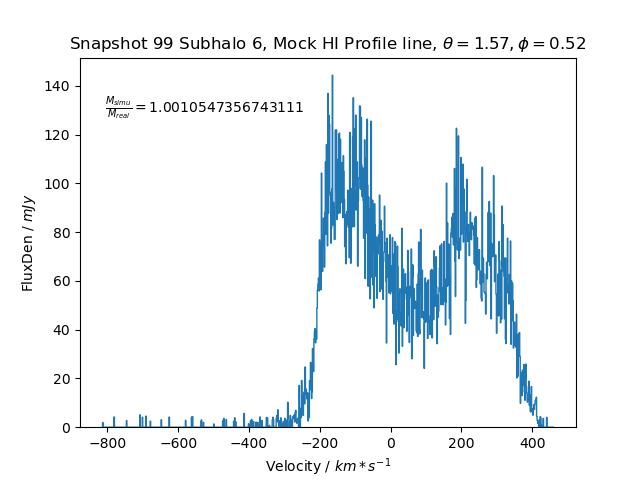 Snapshot 99 Subhalo 6, Mock HI Profile line, θ = 1.57, ϕ = 0.52
M_simu/M_real = 1.0010547356743111
FluxDen / mJy
140
120
100
80
60
40
20
0
−800 −600 −400 −200 0 200 400
Velocity / km * s⁻¹